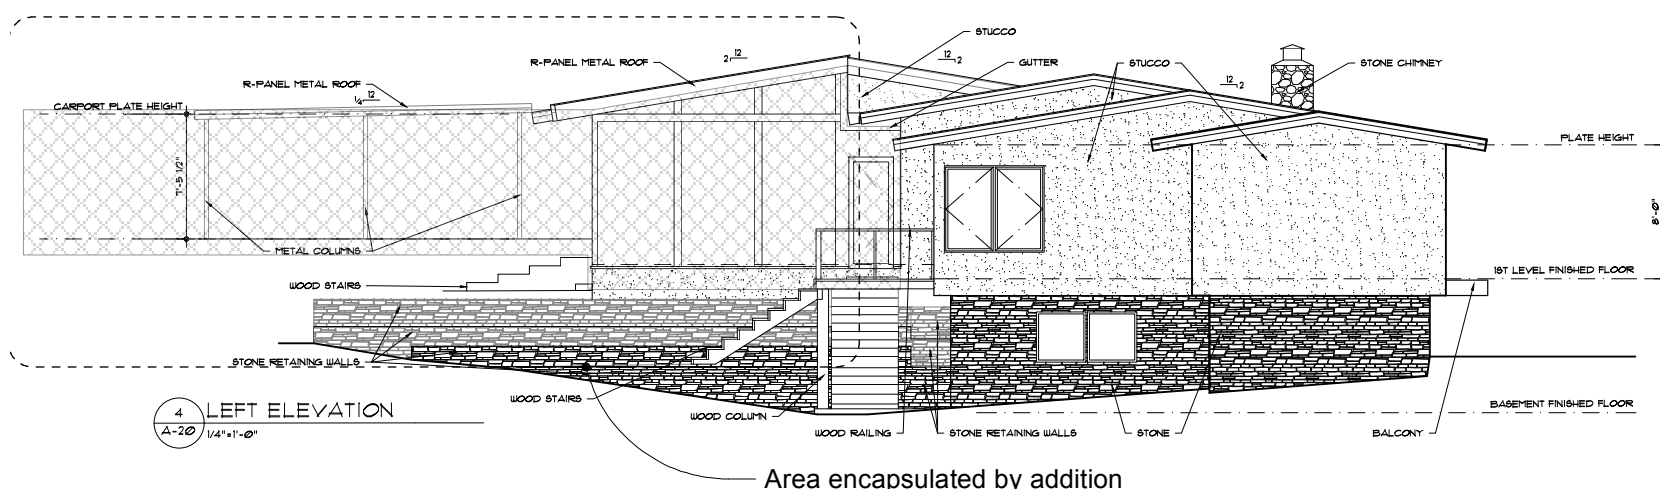 STUCCO
12
2
R-PANEL METAL ROOF
12
2
GUTTER
STUCCO
STONE CHIMNEY
R-PANEL METAL ROOF
12
2
12
1/4
CARPORT PLATE HEIGHT
PLATE HEIGHT
7'-5 1/2"
8'-0"
METAL COLUMNS
1ST LEVEL FINISHED FLOOR
WOOD STAIRS
STONE RETAINING WALLS
WOOD STAIRS
BASEMENT FINISHED FLOOR
4
A-20
LEFT ELEVATION
1/4"=1'-0"
WOOD COLUMN
WOOD RAILING
STONE RETAINING WALLS
STONE
BALCONY
Area encapsulated by addition